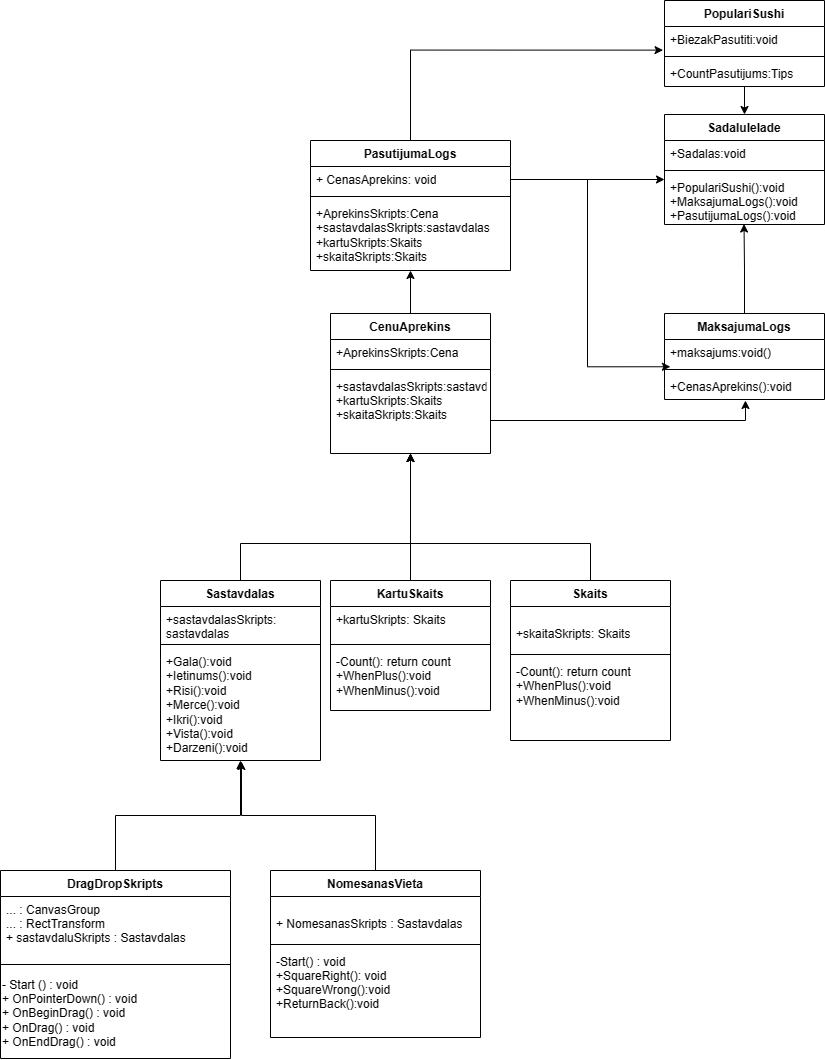 PopulariSushi
+BiezakPasutiti:void
+CountPasutijums:Tips
Sadalulelade
+Sadalas:void
+PopulariSushi():void
+MaksajumaLogs():void
+PasutijumaLogs():void
PasutijumaLogs
+ CenasAprekins: void
+AprekinsSkripts:Cena
+sastavdalasSkripts:sastavdalas
+kartuSkripts:Skaits
+skaitaSkripts:Skaits
CenuAprekins
+AprekinsSkripts:Cena
+sastavdalasSkripts:sastavd
+kartuSkripts:Skaits
+skaitaSkripts:Skaits
MaksajumaLogs
+maksajums:void()
+CenasAprekins():void
Sastavdalas
+sastavdalasSkripts:
sastavdalas
+Gala():void
+Ietinums():void
+Risi():void
+Merce():void
+Ikri():void
+Vista():void
+Darzeni():void
KartuSkaits
+kartuSkripts: Skaits
-Count(): return count
+WhenPlus():void
+WhenMinus():void
Skaits
+skaitaSkripts: Skaits
-Count(): return count
+WhenPlus():void
+WhenMinus():void
DragDropSkripts
... : CanvasGroup
... : RectTransform
+ sastavdaluSkripts : Sastavdalas
- Start () : void
+ OnPointerDown() : void
+ OnBeginDrag() : void
+ OnDrag() : void
+ OnEndDrag() : void
NomesanasVieta
+ NomesanasSkripts : Sastavdalas
-Start() : void
+SquareRight(): void
+SquareWrong():void
+ReturnBack():void